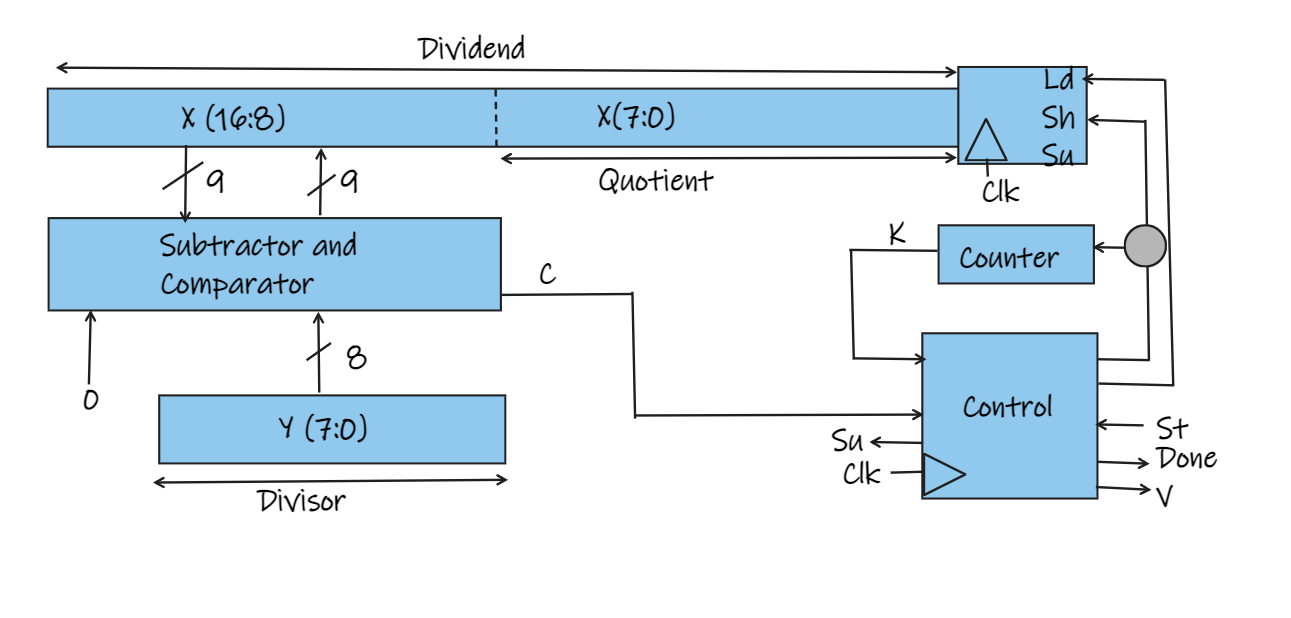 Dividend
X (16:8)
X(7:0)
Ld
Sh
Su
Clk
9
9
Quotient
Subtractor and
Comparator
C
K
Counter
0
8
Y (7:0)
Divisor
Control
Su
Clk
St
Done
V